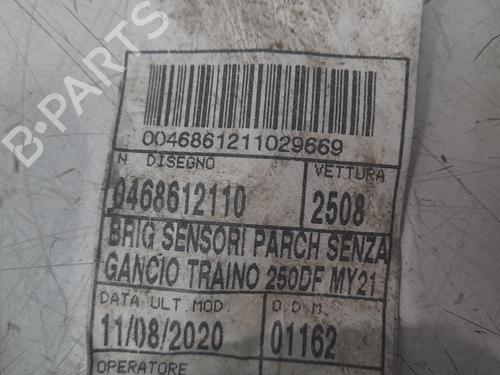 B-PARTS
0046861211029669
N DISEGNO VETTURA
0468612110 2508
BRIG SENSORI PARCH SENZA
GANCIO TRAINO 250DF MY21
DATA ULT MOD. O D M
11/08/2020 01162
OPERATORE